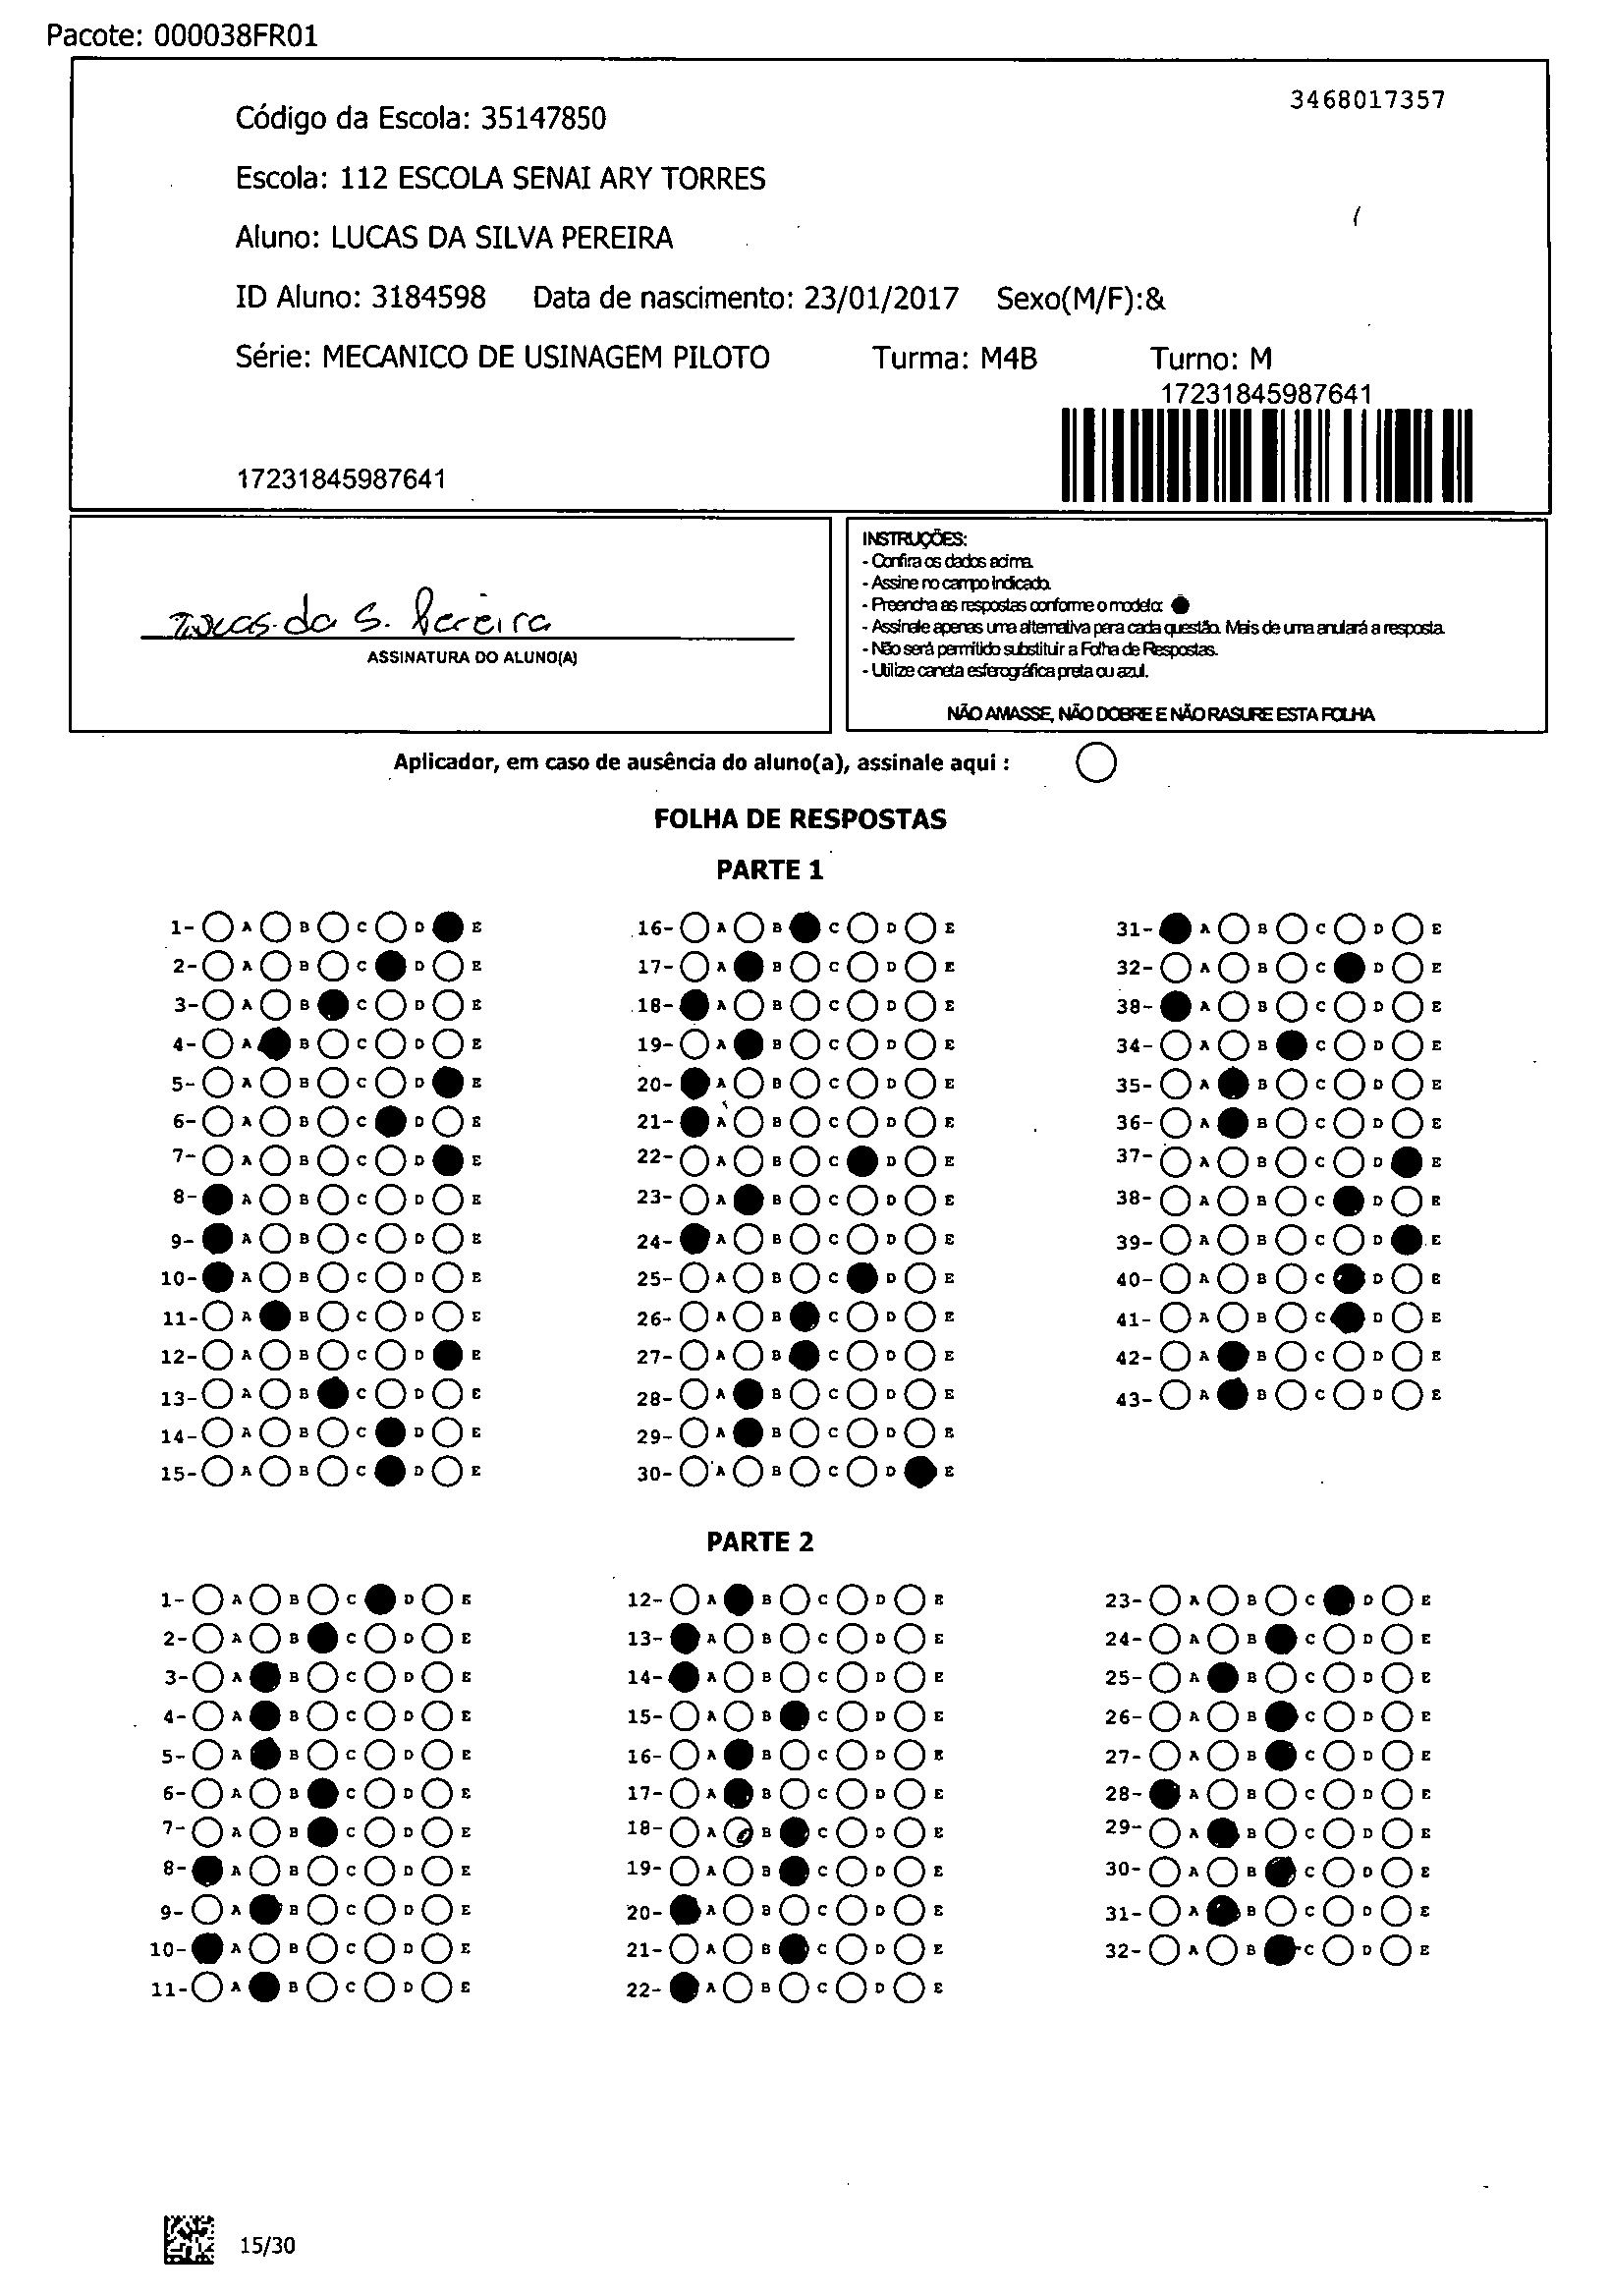 Pacote: 000038FR01
3468017357
Código da Escola: 35147850
Escola: 112 ESCOLA SENAI ARY TORRES
Aluno: LUCAS DA SILVA PEREIRA
ID Aluno: 3184598 Data de nascimento: 23/01/2017 Sexo(M/F):&
Série: MECANICO DE USINAGEM PILOTO Turma: M4B Turno: M
17231845987641
17231845987641
Lucas da S. Pereira
ASSINATURA DO ALUNO(A)
INSTRUÇÕES:
- Confira os dados acima.
- Assine no campo indicado.
- Preencha as respostas conforme o modelo:
- Assinale apenas uma alternativa para cada questão. Mais de uma anulará a resposta.
- Não será permitido substituir a Folha de Respostas.
- Utilize caneta esferográfica preta ou azul.
NÃO AMASSE, NÃO DOBRE E NÃO RASURE ESTA FOLHA
Aplicador, em caso de ausência do aluno(a), assinale aqui :
FOLHA DE RESPOSTAS
PARTE 1
1- A B C D E 16- A B C D E 31- A B C D E
2- A B C D E 17- A B C D E 32- A B C D E
3- A B C D E 18- A B C D E 38- A B C D E
4- A B C D E 19- A B C D E 34- A B C D E
5- A B C D E 20- A B C D E 35- A B C D E
6- A B C D E 21- A B C D E 36- A B C D E
7- A B C D E 22- A B C D E 37- A B C D E
8- A B C D E 23- A B C D E 38- A B C D E
9- A B C D E 24- A B C D E 39- A B C D E
10- A B C D E 25- A B C D E 40- A B C D E
11- A B C D E 26- A B C D E 41- A B C D E
12- A B C D E 27- A B C D E 42- A B C D E
13- A B C D E 28- A B C D E 43- A B C D E
14- A B C D E 29- A B C D E
15- A B C D E 30- A B C D E
PARTE 2
1- A B C D E 12- A B C D E 23- A B C D E
2- A B C D E 13- A B C D E 24- A B C D E
3- A B C D E 14- A B C D E 25- A B C D E
4- A B C D E 15- A B C D E 26- A B C D E
5- A B C D E 16- A B C D E 27- A B C D E
6- A B C D E 17- A B C D E 28- A B C D E
7- A B C D E 18- A B C D E 29- A B C D E
8- A B C D E 19- A B C D E 30- A B C D E
9- A B C D E 20- A B C D E 31- A B C D E
10- A B C D E 21- A B C D E 32- A B C D E
11- A B C D E 22- A B C D E
15/30